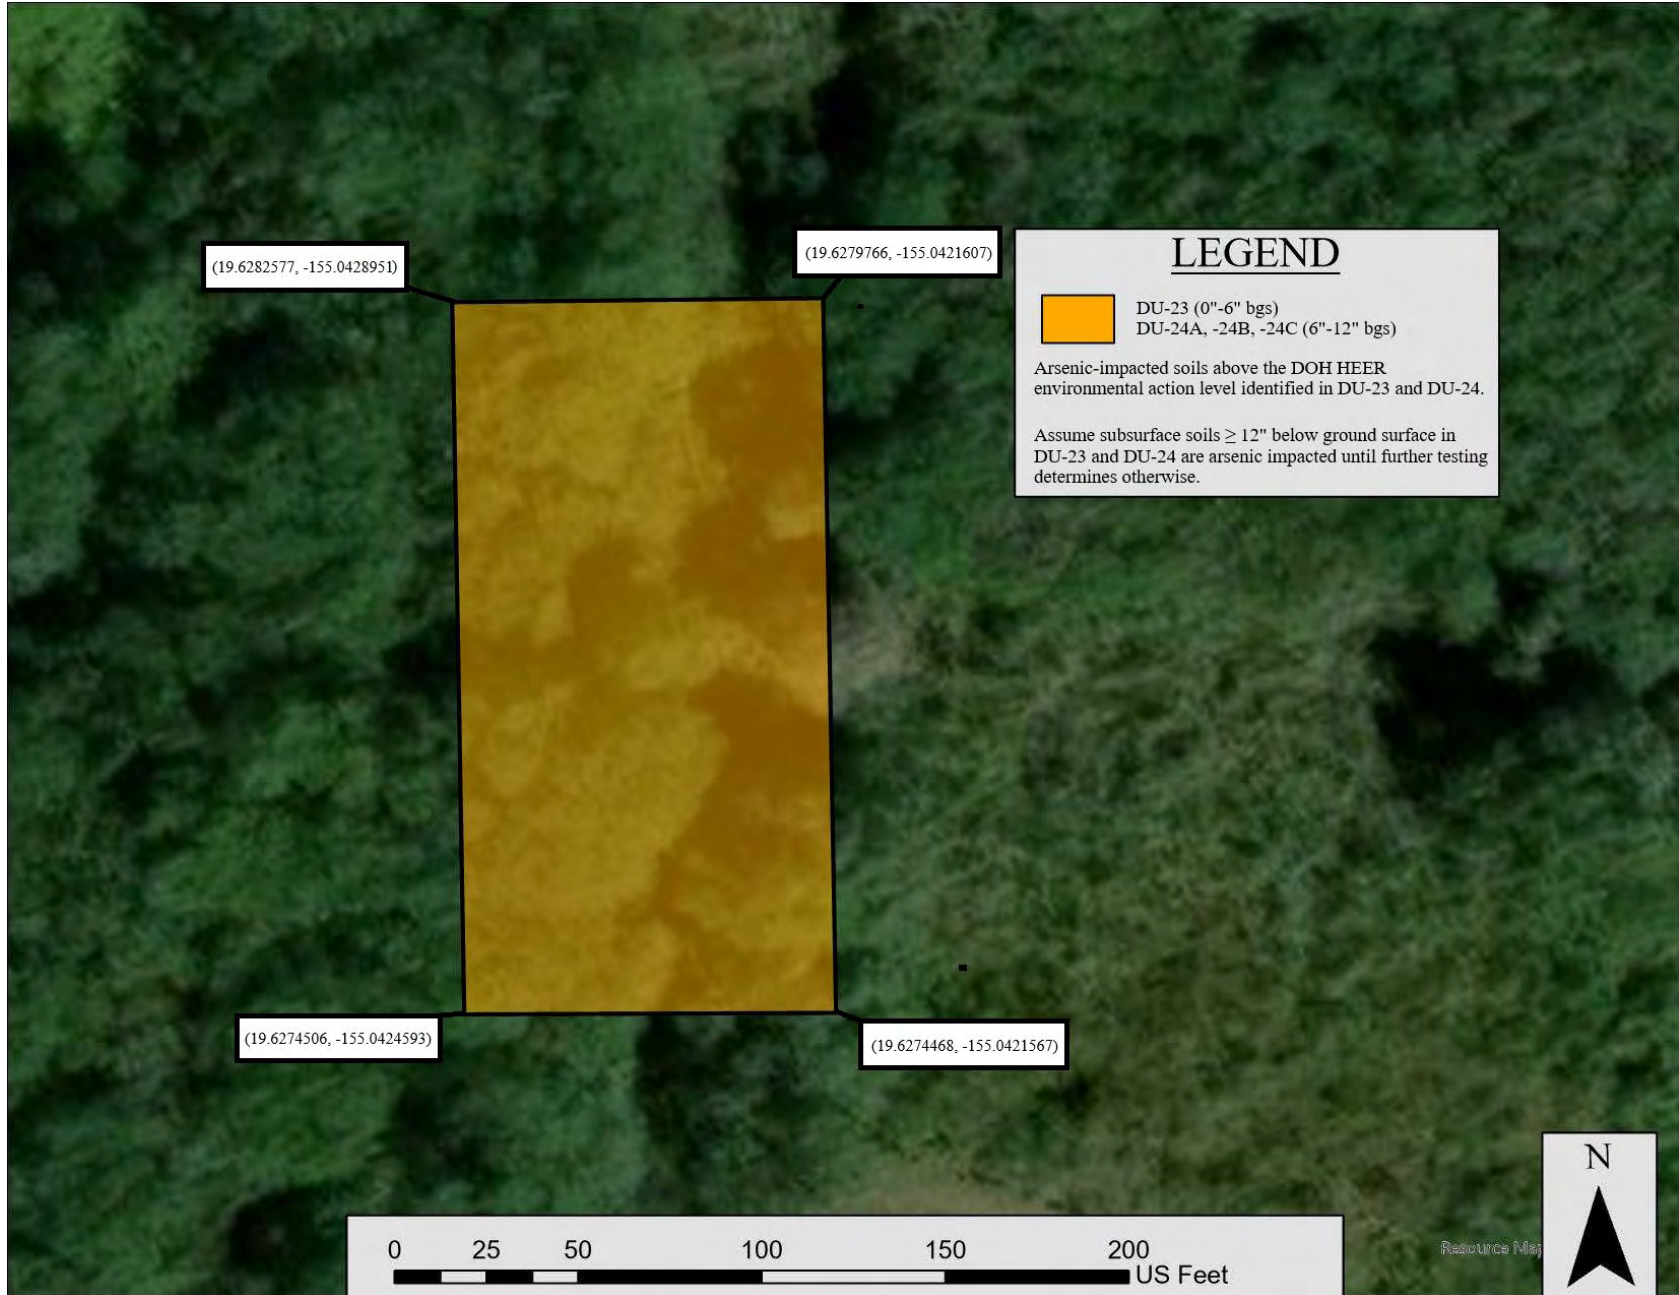 (19.6282577, -155.0428951)
(19.6279766, -155.0421607)
LEGEND
DU-23 (0"-6" bgs)
DU-24A, -24B, -24C (6"-12" bgs)
Arsenic-impacted soils above the DOH HEER
environmental action level identified in DU-23 and DU-24.
Assume subsurface soils ≥ 12" below ground surface in
DU-23 and DU-24 are arsenic impacted until further testing
determines otherwise.
(19.6274506, -155.0424593)
(19.6274468, -155.0421567)
N
Resource Map
0 25 50 100 150 200
US Feet